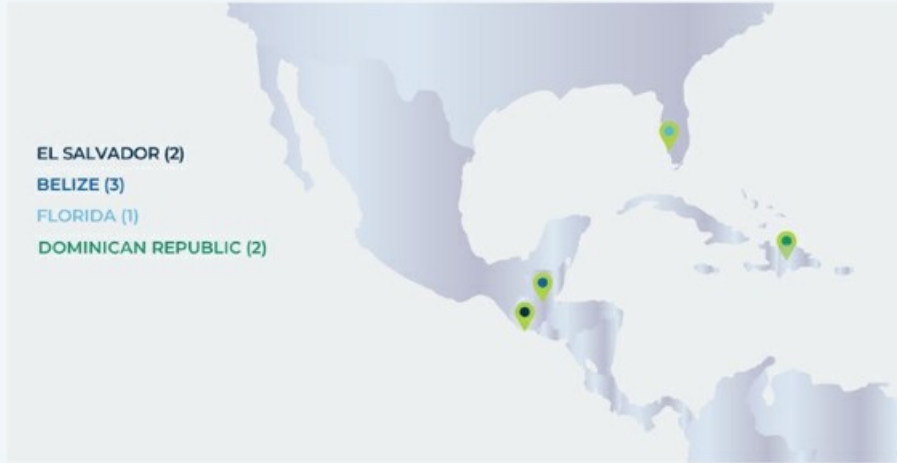 EL SALVADOR (2)
BELIZE (3)
FLORIDA (1)
DOMINICAN REPUBLIC (2)